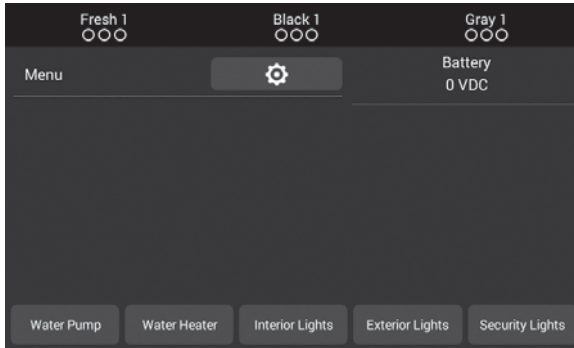 Fresh 1
Black 1
Gray 1
Menu
Battery
0 VDC
Water Pump
Water Heater
Interior Lights
Exterior Lights
Security Lights